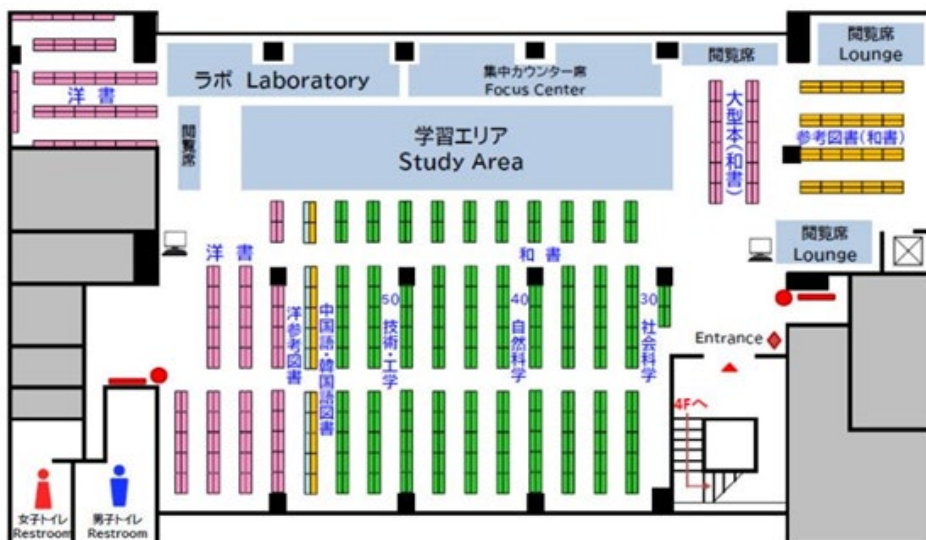 洋書
ラボ Laboratory
集中カウンター席
Focus Center
閲覧席
閲覧席
Lounge
閲覧席
学習エリア
Study Area
大型本(和書)
参考図書(和書)
洋書
和書
閲覧席
Lounge
洋参考図書
中国語・韓国語図書
50 技術・工学
40 自然科学
30 社会科学
Entrance
4Fへ
女子トイレ
Restroom
男子トイレ
Restroom